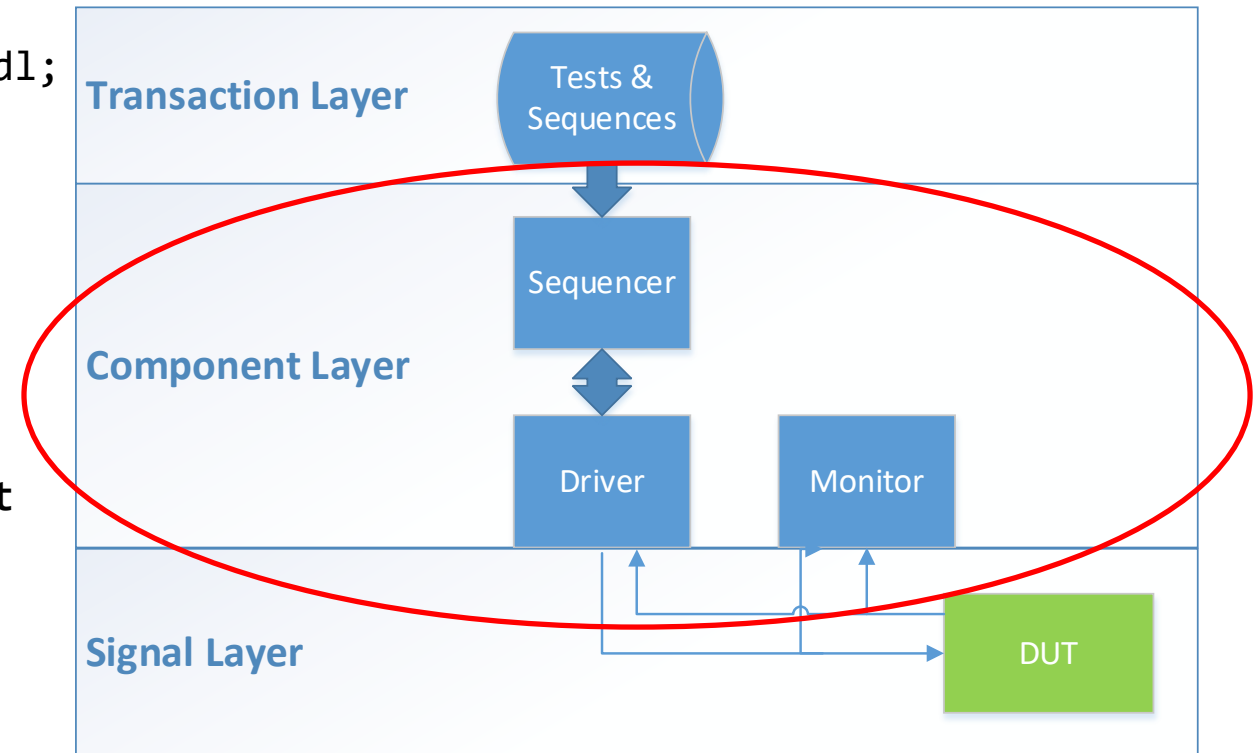 dl;
Transaction Layer
Tests &
Sequences
Sequencer
Component Layer
Driver
Monitor
t
Signal Layer
DUT